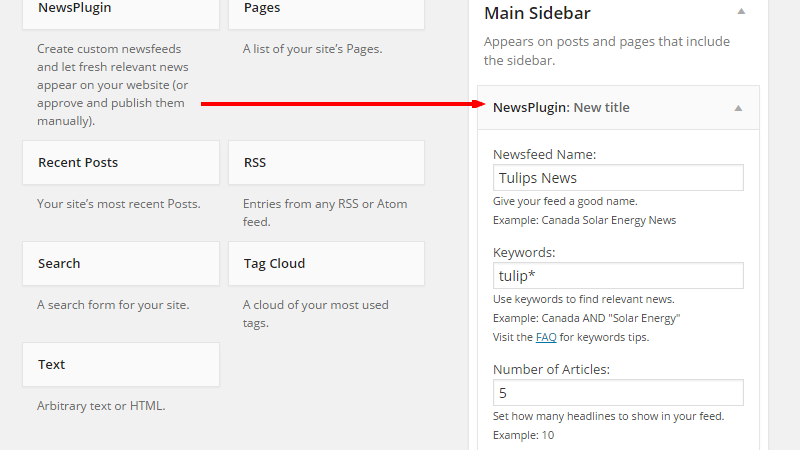 NewsPlugin
Create custom newsfeeds
and let fresh relevant news
appear on your website (or
approve and publish them
manually).
Pages
A list of your site's Pages.
Recent Posts
Your site's most recent Posts.
RSS
Entries from any RSS or Atom
feed.
Search
A search form for your site.
Tag Cloud
A cloud of your most used
tags.
Text
Arbitrary text or HTML.
Main Sidebar
Appears on posts and pages that include
the sidebar.
NewsPlugin: New title
Newsfeed Name:
Tulips News
Give your feed a good name.
Example: Canada Solar Energy News
Keywords:
tulip*
Use keywords to find relevant news.
Example: Canada AND "Solar Energy"
Visit the FAQ for keywords tips.
Number of Articles:
5
Set how many headlines to show in your feed.
Example: 10